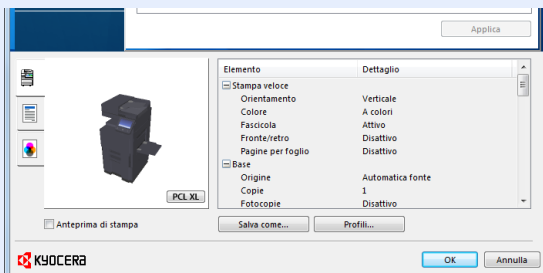 Applica
Elemento Dettaglio
Stampa veloce
Orientamento Verticale
Colore A colori
Fascicola Attivo
Fronte/retro Disattivo
Pagine per foglio Disattivo
Base
Origine Automatica fonte
Copie 1
Fotocopie Disattivo
PCL XL
Anteprima di stampa Salva come... Profili...
KYOCERA OK Annulla